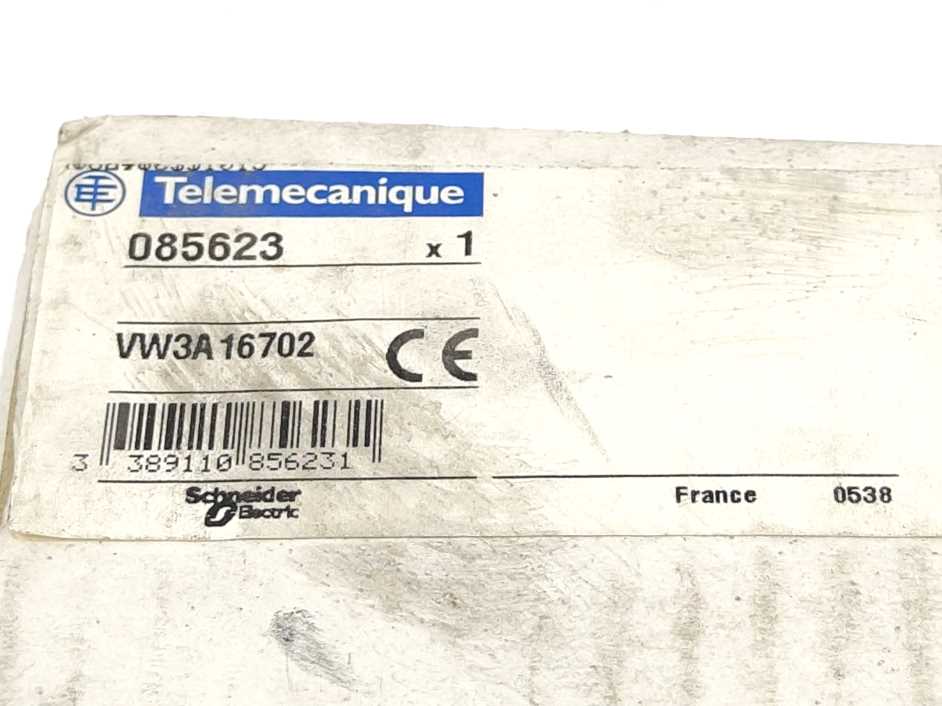 Telemecanique
085623 x 1
VW3A16702 CE
3 389110 856231
Schneider
Electric
France 0538